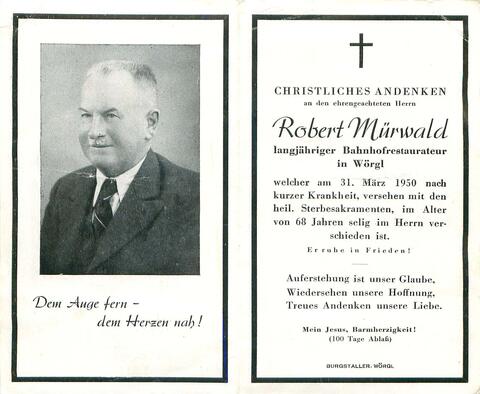 Dem Auge fern –
dem Herzen nah!
CHRISTLICHES ANDENKEN
an den ehrengeachteten Herrn
Robert Mürwald
langjähriger Bahnhofrestaurateur
in Wörgl
welcher am 31. März 1950 nach
kurzer Krankheit, versehen mit den
heil. Sterbesakramenten, im Alter
von 68 Jahren selig im Herrn ver-
schieden ist.
Er ruhe in Frieden!
Auferstehung ist unser Glaube,
Wiedersehen unsere Hoffnung,
Treues Andenken unsere Liebe.
Mein Jesus, Barmherzigkeit!
(100 Tage Ablaß)
BURGSTALLER, WÖRGL